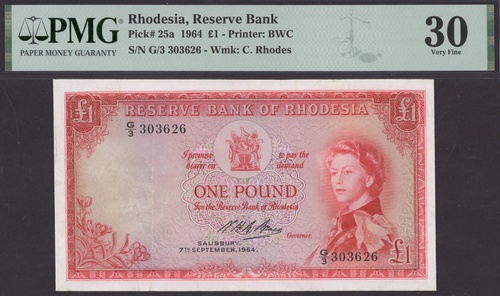 PMG
PAPER MONEY GUARANTY
Rhodesia, Reserve Bank
Pick# 25a 1964 £1 - Printer: BWC
S/N G/3 303626 - Wmk: C. Rhodes
30
Very Fine
£1
RESERVE BANK OF RHODESIA
£1
G/3 303626
I promise to pay the
bearer on demand
ONE POUND
For the Reserve Bank of Rhodesia
Governor.
SALISBURY,
7TH SEPTEMBER, 1964.
G/3 303626
£1